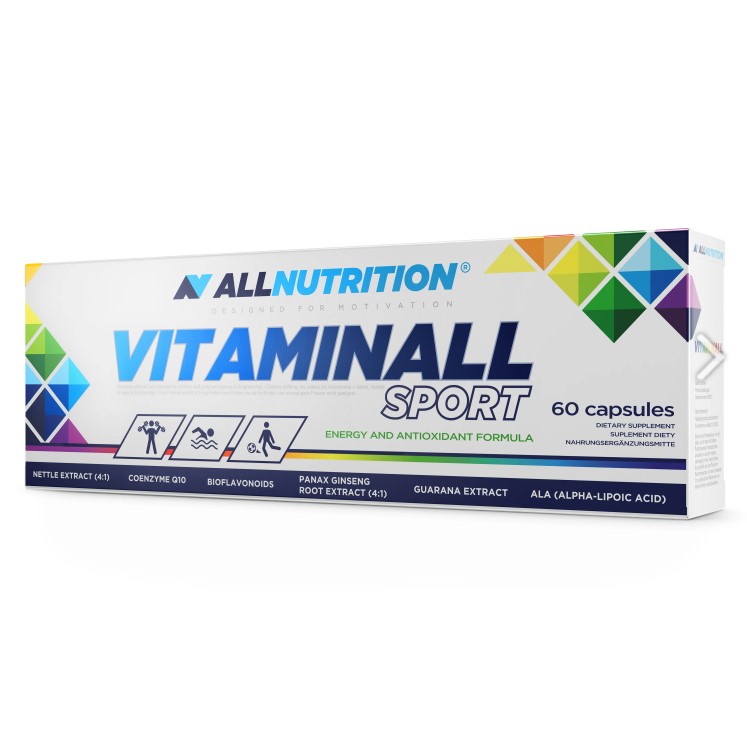 ALLNUTRITION®
DESIGNED FOR MOTIVATION
VITAMINALL
SPORT
ENERGY AND ANTIOXIDANT FORMULA
60 capsules
DIETARY SUPPLEMENT
SUPLEMENT DIETY
NAHRUNGSERGÄNZUNGSMITTE
NETTLE EXTRACT (4:1)
COENZYME Q10
BIOFLAVONOIDS
PANAX GINSENG
ROOT EXTRACT (4:1)
GUARANA EXTRACT
ALA (ALPHA-LIPOIC ACID)
ALLNUTRITION